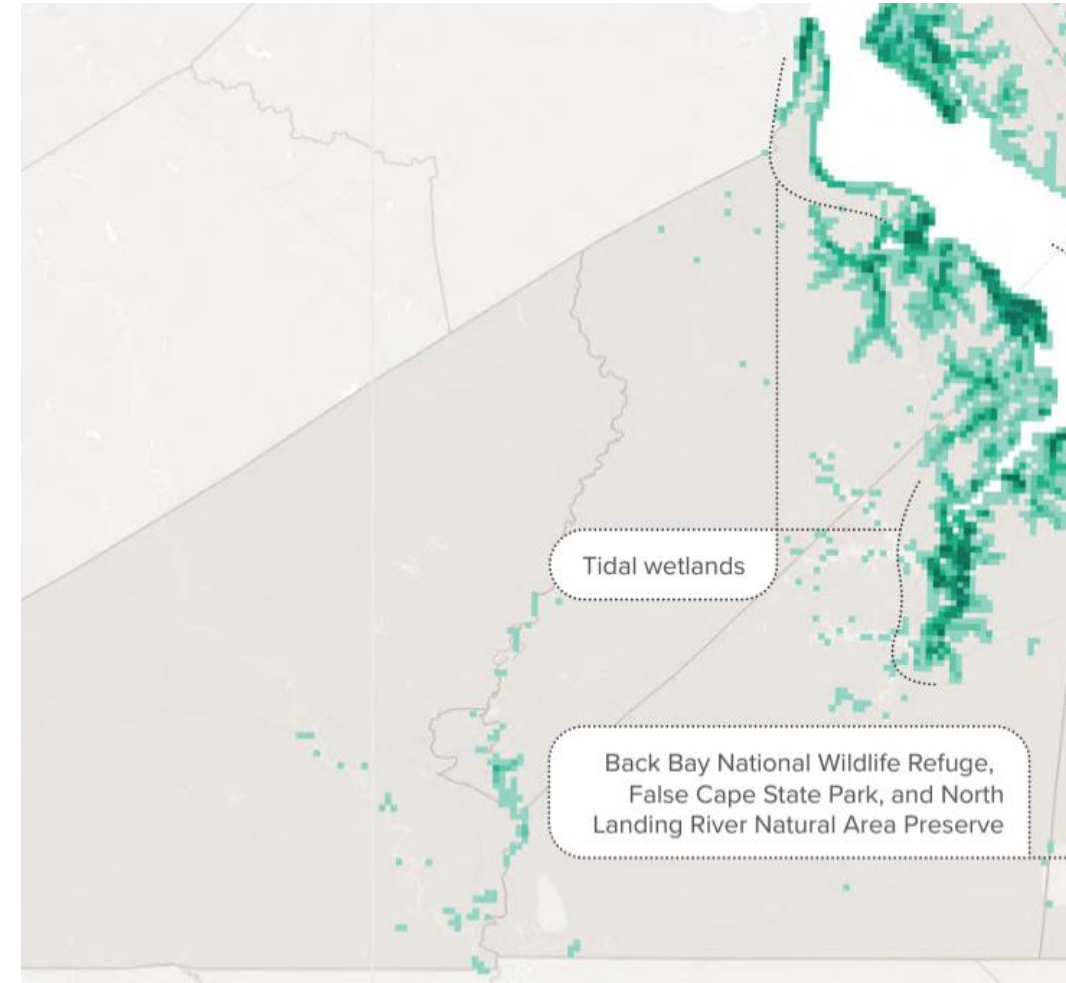 Tidal wetlands
Back Bay National Wildlife Refuge,
False Cape State Park, and North
Landing River Natural Area Preserve